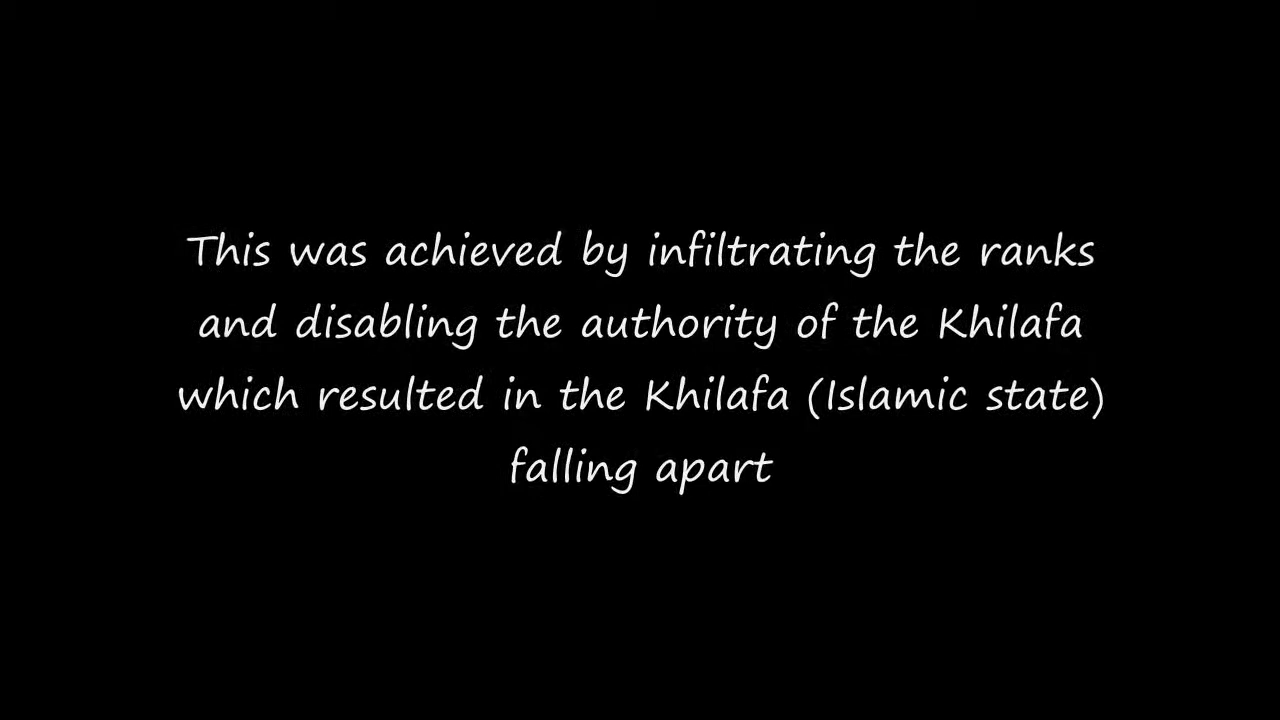 This was achieved by infiltrating the ranks
and disabling the authority of the Khilafa
which resulted in the Khilafa (Islamic state)
falling apart